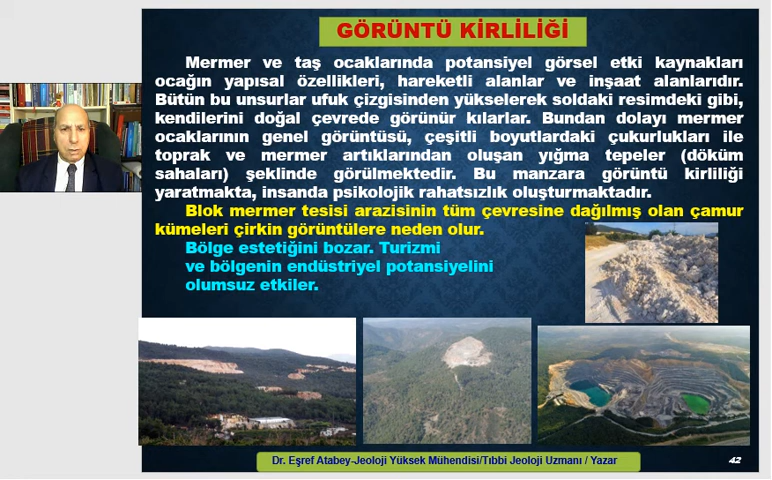 GÖRÜNTÜ KİRLİLİĞİ
Mermer ve taş ocaklarında potansiyel görsel etki kaynakları
ocağın yapısal özellikleri, hareketli alanlar ve inşaat alanlarıdır.
Bütün bu unsurlar ufuk çizgisinden yükselerek soldaki resimdeki gibi,
kendilerini doğal çevrede görünür kılarlar. Bundan dolayı mermer
ocaklarının genel görüntüsü, çeşitli boyutlardaki çukurlukları ile
toprak ve mermer artıklarından oluşan yığma tepeler (döküm
sahaları) şeklinde görülmektedir. Bu manzara görüntü kirliliği
yaratmakta, insanda psikolojik rahatsızlık oluşturmaktadır.
Blok mermer tesisi arazisinin tüm çevresine dağılmış olan çamur
kümeleri çirkin görüntülere neden olur.
Bölge estetiğini bozar. Turizmi
ve bölgenin endüstriyel potansiyelini
olumsuz etkiler.
Dr. Eşref Atabey-Jeoloji Yüksek Mühendisi/Tıbbi Jeoloji Uzmanı / Yazar
42